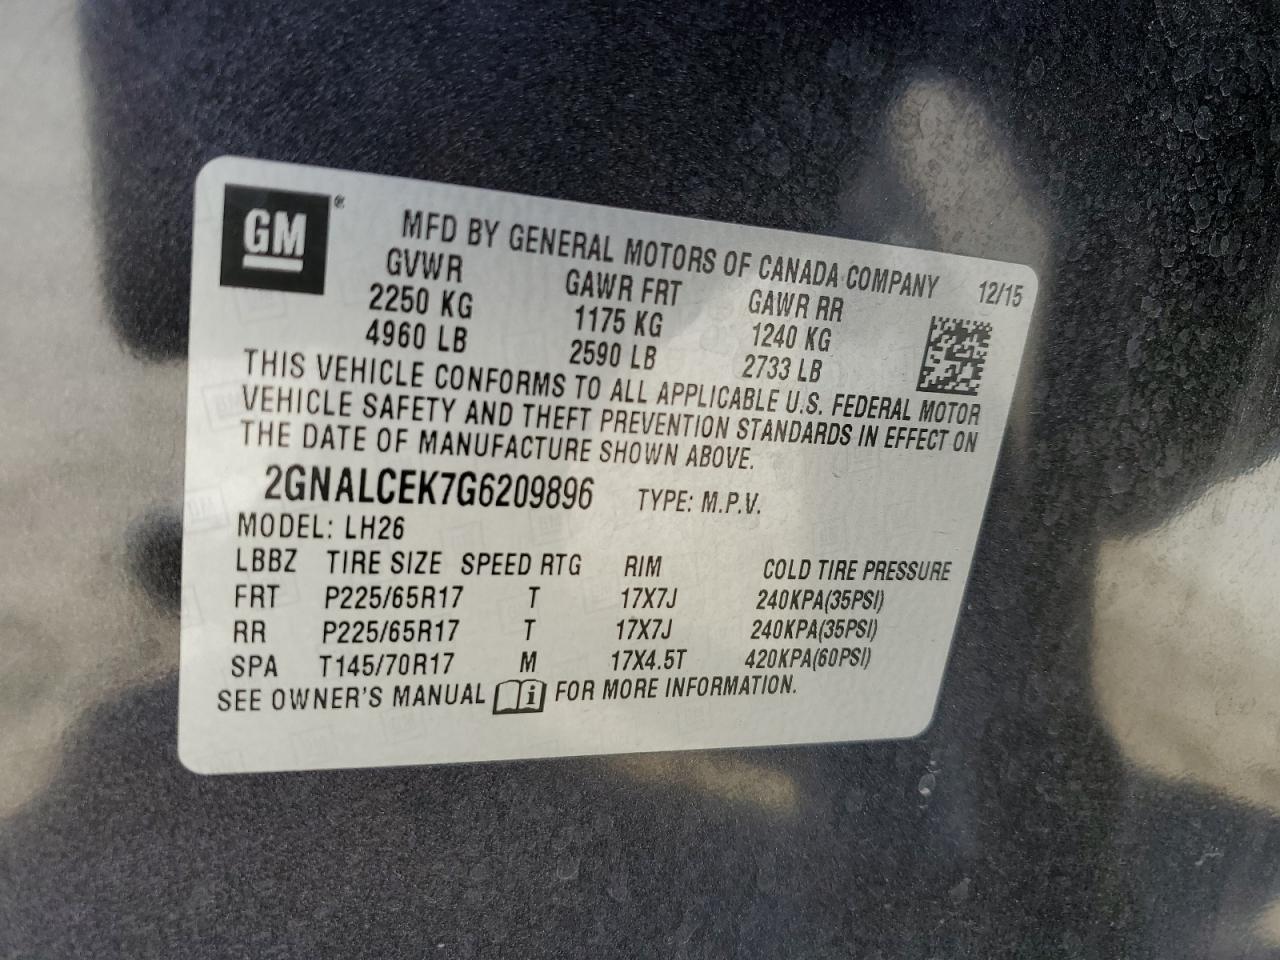 GM ®
MFD BY GENERAL MOTORS OF CANADA COMPANY 12/15
GVWR GAWR FRT GAWR RR
2250 KG 1175 KG 1240 KG
4960 LB 2590 LB 2733 LB
THIS VEHICLE CONFORMS TO ALL APPLICABLE U.S. FEDERAL MOTOR
VEHICLE SAFETY AND THEFT PREVENTION STANDARDS IN EFFECT ON
THE DATE OF MANUFACTURE SHOWN ABOVE.
2GNALCEK7G6209896 TYPE: M.P.V.
MODEL: LH26
LBBZ TIRE SIZE SPEED RTG RIM COLD TIRE PRESSURE
FRT P225/65R17 T 17X7J 240KPA(35PSI)
RR P225/65R17 T 17X7J 240KPA(35PSI)
SPA T145/70R17 M 17X4.5T 420KPA(60PSI)
SEE OWNER'S MANUAL i FOR MORE INFORMATION.